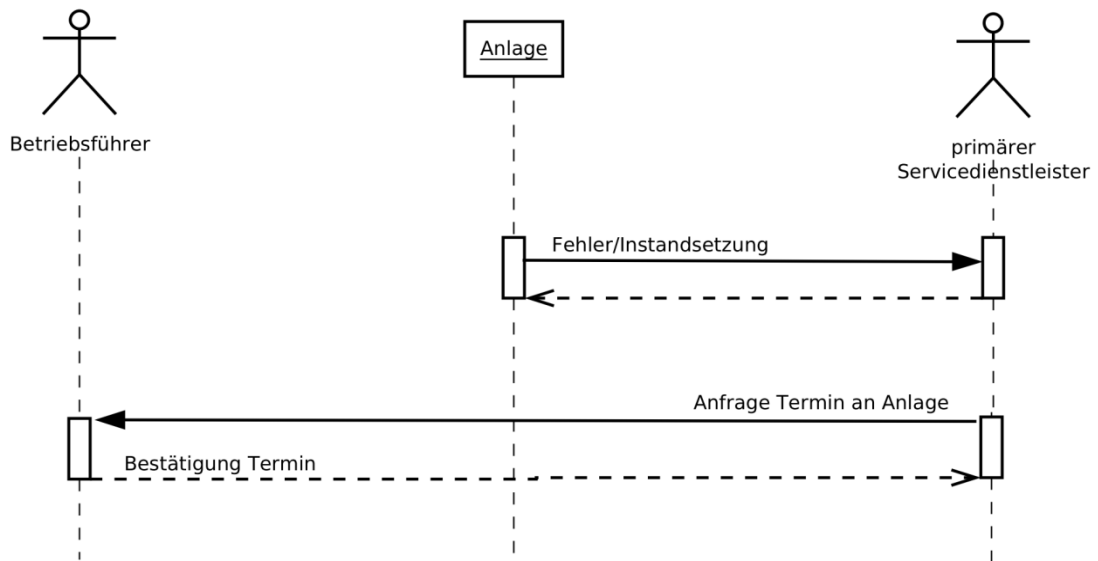 Anlage
Betriebsführer
primärer
Servicedienstleister
Fehler/Instandsetzung
Anfrage Termin an Anlage
Bestätigung Termin